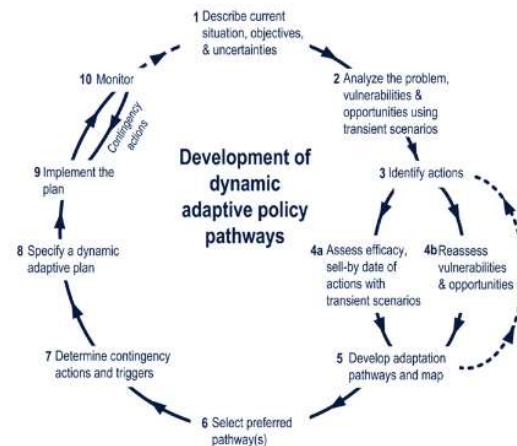 1 Describe current
situation, objectives,
& uncertainties
2 Analyze the problem,
vulnerabilities &
opportunities using
transient scenarios
3 Identify actions
4a Assess efficacy,
sell-by date of
actions with
transient scenarios
4b Reassess
vulnerabilities
& opportunities
5 Develop adaptation
pathways and map
6 Select preferred
pathway(s)
7 Determine contingency
actions and triggers
8 Specify a dynamic
adaptive plan
9 Implement the
plan
10 Monitor
Contingency
actions
Development of
dynamic
adaptive policy
pathways